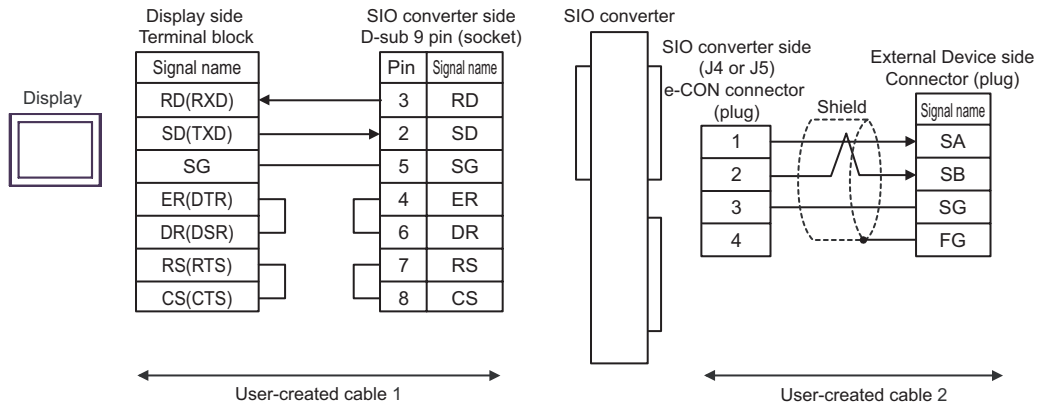 Display
Display side
Terminal block
Signal name
RD(RXD)
SD(TXD)
SG
ER(DTR)
DR(DSR)
RS(RTS)
CS(CTS)
SIO converter side
D-sub 9 pin (socket)
Pin Signal name
3 RD
2 SD
5 SG
4 ER
6 DR
7 RS
8 CS
User-created cable 1
SIO converter
SIO converter side
(J4 or J5)
e-CON connector
(plug)
1
2
3
4
Shield
External Device side
Connector (plug)
Signal name
SA
SB
SG
FG
User-created cable 2